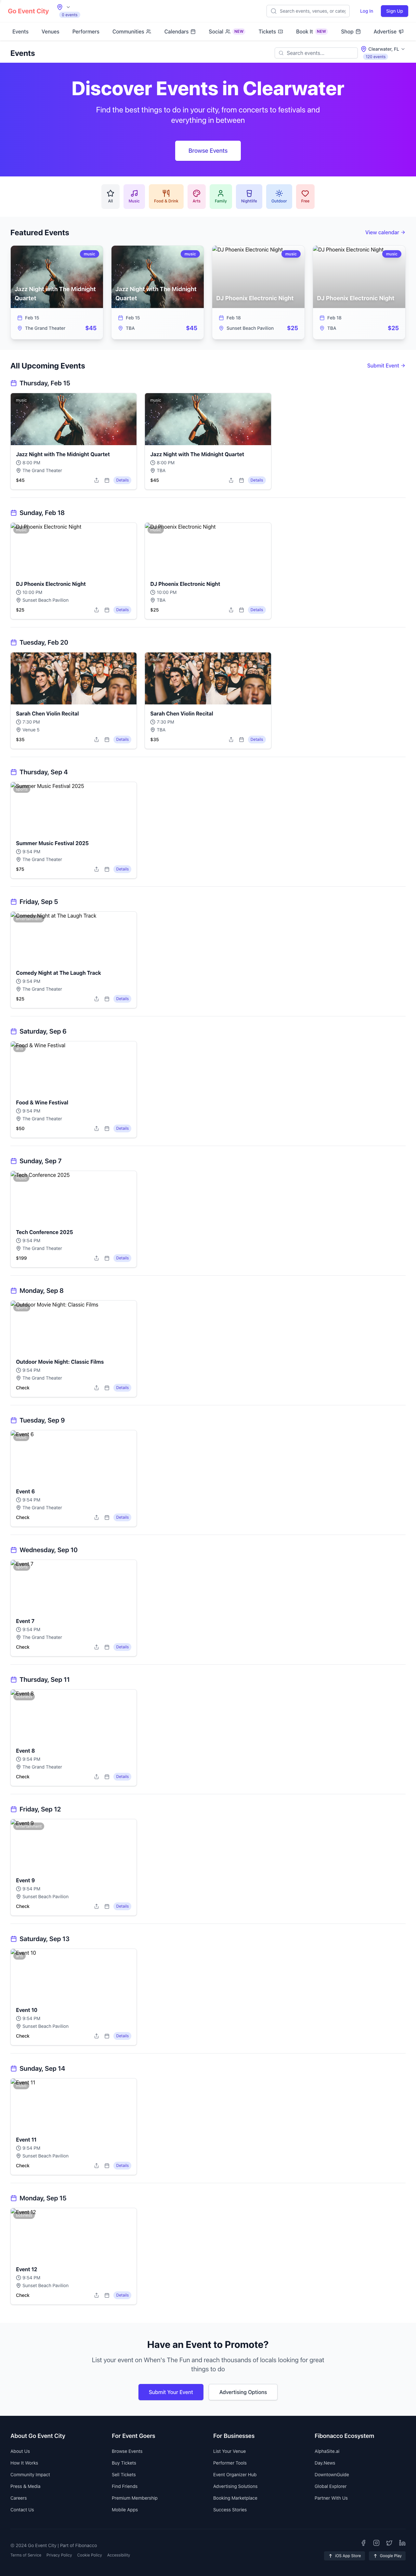 Go Event City
0 events
Search events, venues, or cate
Log In
Sign Up
Events
Venues
Performers
Communities
Calendars
Social NEW
Tickets
Book It NEW
Shop
Advertise
Events
Search events...
Clearwater, FL
110 events
Discover Events in Clearwater
Find the best things to do in your city, from concerts to festivals and
everything in between
Browse Events
All
Music
Food & Drink
Arts
Family
Nightlife
Outdoor
Free
Featured Events
View calendar
music
Jazz Night with The Midnight
Quartet
Feb 15
The Grand Theater
$45
music
Jazz Night with The Midnight
Quartet
Feb 15
TBA
$45
DJ Phoenix Electronic Night
music
DJ Phoenix Electronic Night
Feb 18
Sunset Beach Pavilion
$25
DJ Phoenix Electronic Night
music
DJ Phoenix Electronic Night
Feb 18
TBA
$25
All Upcoming Events
Submit Event
Thursday, Feb 15
music
Jazz Night with The Midnight Quartet
8:00 PM
The Grand Theater
$45
Details
music
Jazz Night with The Midnight Quartet
8:00 PM
TBA
$45
Details
Sunday, Feb 18
DJ Phoenix Electronic Night
DJ Phoenix Electronic Night
10:00 PM
Sunset Beach Pavilion
$25
Details
DJ Phoenix Electronic Night
DJ Phoenix Electronic Night
10:00 PM
TBA
$25
Details
Tuesday, Feb 20
Sarah Chen Violin Recital
7:30 PM
Venue 5
$35
Details
Sarah Chen Violin Recital
7:30 PM
TBA
$35
Details
Thursday, Sep 4
Summer Music Festival 2025
Summer Music Festival 2025
9:54 PM
The Grand Theater
$75
Details
Friday, Sep 5
Comedy Night at The Laugh Track
Comedy Night at The Laugh Track
9:54 PM
The Grand Theater
$25
Details
Saturday, Sep 6
Food & Wine Festival
Food & Wine Festival
9:54 PM
The Grand Theater
$50
Details
Sunday, Sep 7
Tech Conference 2025
Tech Conference 2025
9:54 PM
The Grand Theater
$199
Details
Monday, Sep 8
Outdoor Movie Night: Classic Films
Outdoor Movie Night: Classic Films
9:54 PM
The Grand Theater
Check
Details
Tuesday, Sep 9
Event 6
Event 6
9:54 PM
The Grand Theater
Check
Details
Wednesday, Sep 10
Event 7
Event 7
9:54 PM
The Grand Theater
Check
Details
Thursday, Sep 11
Event 8
Event 8
9:54 PM
The Grand Theater
Check
Details
Friday, Sep 12
Event 9
Event 9
9:54 PM
Sunset Beach Pavilion
Check
Details
Saturday, Sep 13
Event 10
Event 10
9:54 PM
Sunset Beach Pavilion
Check
Details
Sunday, Sep 14
Event 11
Event 11
9:54 PM
Sunset Beach Pavilion
Check
Details
Monday, Sep 15
Event 12
Event 12
9:54 PM
Sunset Beach Pavilion
Check
Details
Have an Event to Promote?
List your event on When's The Fun and reach thousands of locals looking for great
things to do
Submit Your Event
Advertising Options
About Go Event City
About Us
How It Works
Community Impact
Press & Media
Careers
Contact Us
For Event Goers
Browse Events
Buy Tickets
Sell Tickets
Find Friends
Premium Membership
Mobile Apps
For Businesses
List Your Venue
Performer Tools
Event Organizer Hub
Advertising Solutions
Booking Marketplace
Success Stories
Fibonacco Ecosystem
AlphaSite.ai
Day.News
DowntownGuide
Global Explorer
Partner With Us
© 2024 Go Event City | Part of Fibonacco
Terms of Service
Privacy Policy
Cookie Policy
Accessibility
iOS App Store
Google Play